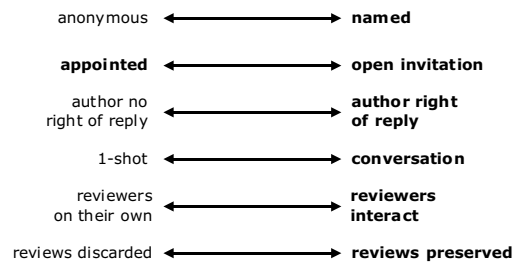 anonymous named
appointed open invitation
author no author right
right of reply of reply
1-shot conversation
reviewers reviewers
on their own interact
reviews discarded reviews preserved